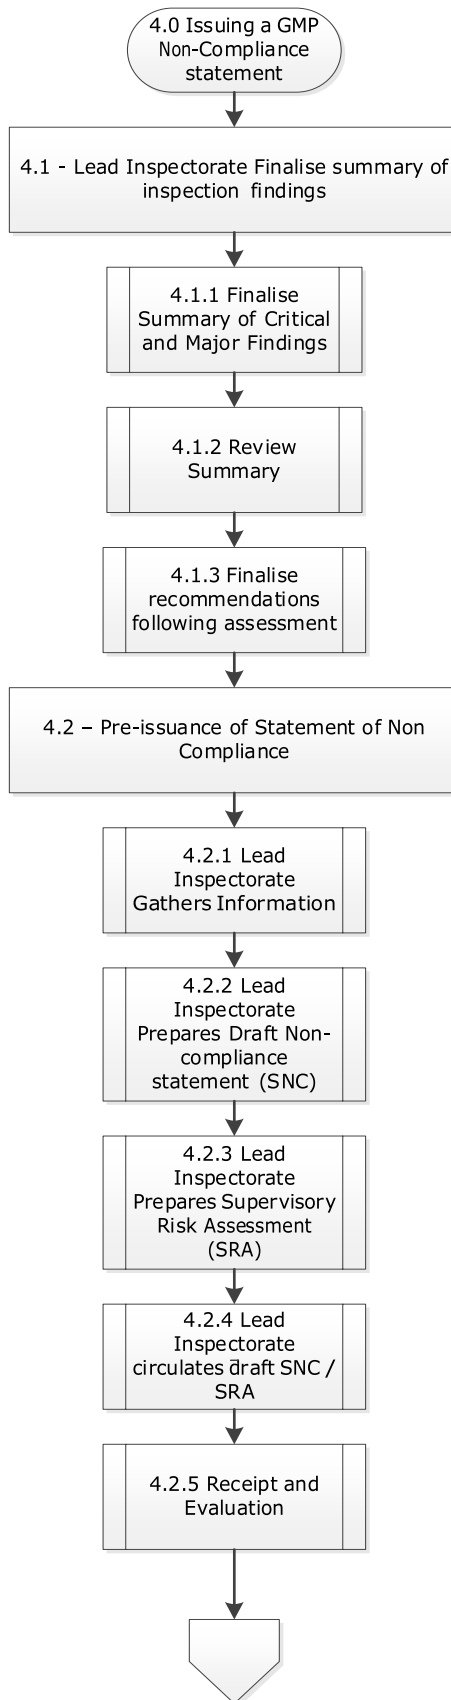 4.0 Issuing a GMP
Non-Compliance
statement
4.1 - Lead Inspectorate Finalise summary of
inspection findings
4.1.1 Finalise
Summary of Critical
and Major Findings
4.1.2 Review
Summary
4.1.3 Finalise
recommendations
following assessment
4.2 – Pre-issuance of Statement of Non
Compliance
4.2.1 Lead
Inspectorate
Gathers Information
4.2.2 Lead
Inspectorate
Prepares Draft Non-
compliance
statement (SNC)
4.2.3 Lead
Inspectorate
Prepares Supervisory
Risk Assessment
(SRA)
4.2.4 Lead
Inspectorate
circulates draft SNC /
SRA
4.2.5 Receipt and
Evaluation